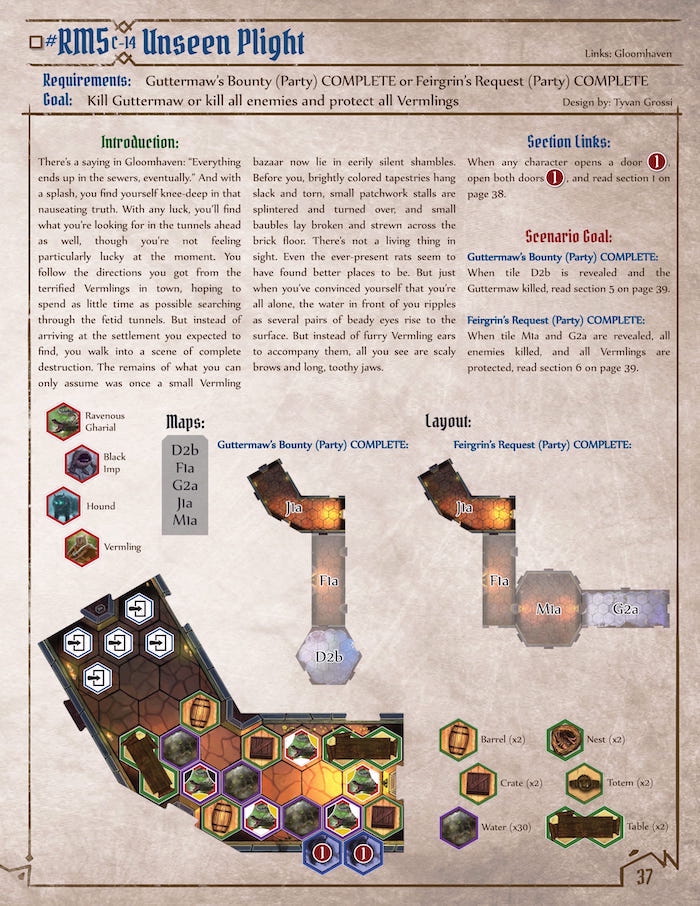 #RM5 C-14 Unseen Plight
Links: Gloomhaven
Requirements: Guttermaw's Bounty (Party) COMPLETE or Feirgrin's Request (Party) COMPLETE
Goal: Kill Guttermaw or kill all enemies and protect all Vermlings
Design by: Tyvan Grossi
Introduction:
There's a saying in Gloomhaven: "Everything
ends up in the sewers, eventually." And with
a splash, you find yourself knee-deep in that
nauseating truth. With any luck, you'll find
what you're looking for in the tunnels ahead
as well, though you're not feeling
particularly lucky at the moment. You
follow the directions you got from the
terrified Vermlings in town, hoping to
spend as little time as possible searching
through the fetid tunnels. But instead of
arriving at the settlement you expected to
find, you walk into a scene of complete
destruction. The remains of what you can
only assume was once a small Vermling
bazaar now lie in eerily silent shambles.
Before you, brightly colored tapestries hang
slack and torn, small patchwork stalls are
splintered and turned over, and small
baubles lay broken and strewn across the
brick floor. There's not a living thing in
sight. Even the ever-present rats seem to
have found better places to be. But just
when you've convinced yourself that you're
all alone, the water in front of you ripples
as several pairs of beady eyes rise to the
surface. But instead of furry Vermling ears
to accompany them, all you see are scaly
brows and long, toothy jaws.
Section Links:
When any character opens a door 1,
open both doors 1, and read section 1 on
page 38.
Scenario Goal:
Guttermaw's Bounty (Party) COMPLETE:
When tile D2b is revealed and the
Guttermaw killed, read section 5 on page 39.
Feirgrin's Request (Party) COMPLETE:
When tile M1a and G2a are revealed, all
enemies killed, and all Vermlings are
protected, read section 6 on page 39.
Ravenous
Gharial
Black
Imp
Hound
Vermling
Maps:
D2b
F1a
G2a
J1a
M1a
Layout:
Guttermaw's Bounty (Party) COMPLETE:
J1a
F1a
D2b
Feirgrin's Request (Party) COMPLETE:
J1a
F1a
M1a
G2a
1
1
Barrel (x2)
Nest (x2)
Crate (x2)
Totem (x2)
Water (x30)
Table (x2)
37